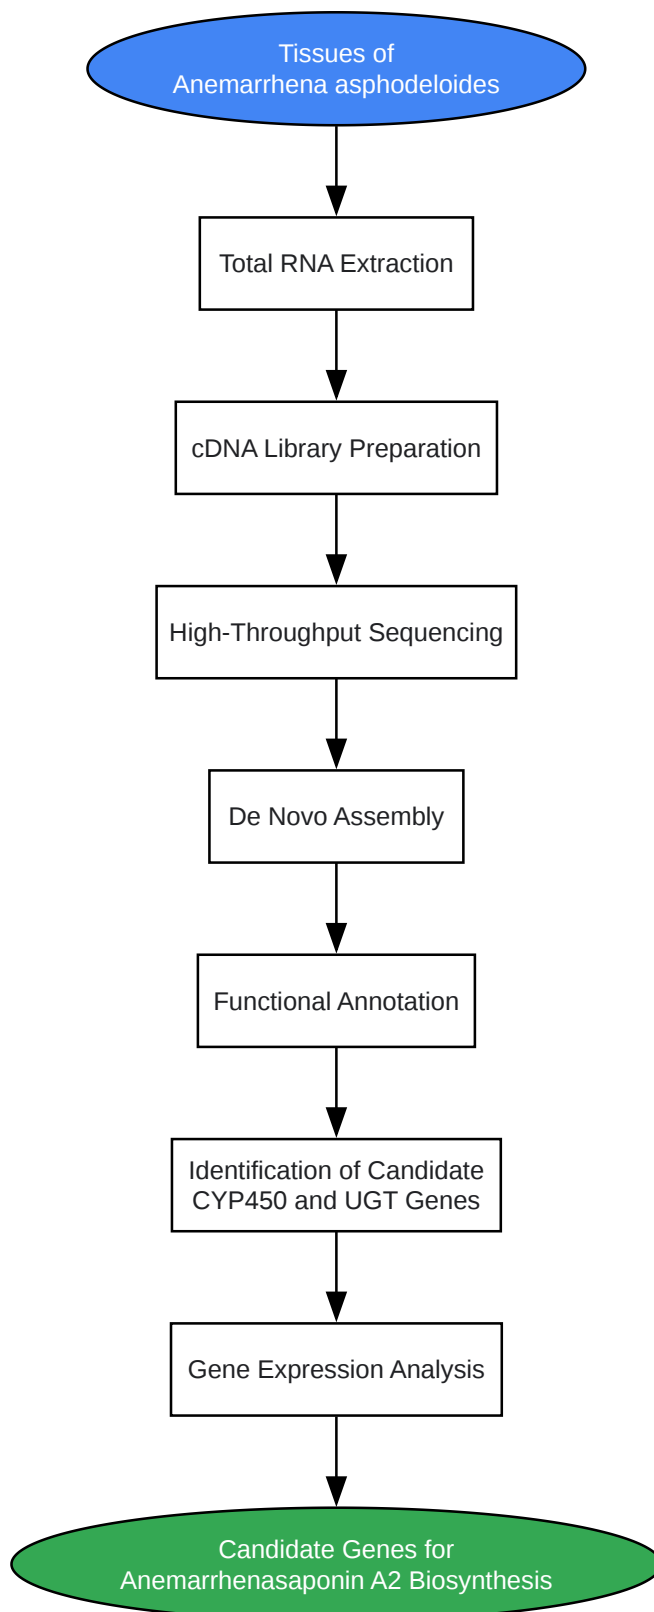 Tissues of
Anemarrhena asphodeloides
Total RNA Extraction
cDNA Library Preparation
High-Throughput Sequencing
De Novo Assembly
Functional Annotation
Identification of Candidate
CYP450 and UGT Genes
Gene Expression Analysis
Candidate Genes for
Anemarrhenasaponin A2 Biosynthesis